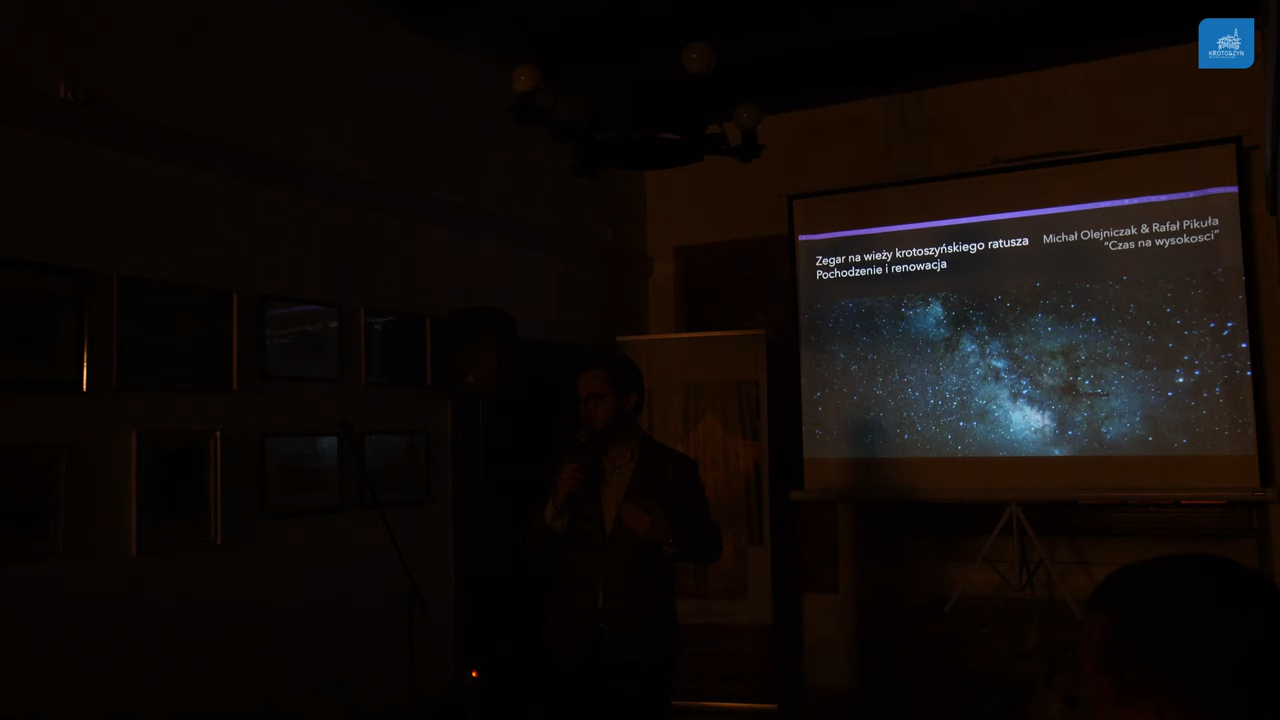 Zegar na wieży krotoszyńskiego ratusza
Pochodzenie i renowacja
Michał Olejniczak & Rafał Pikuła
"Czas na wysokosci"
KROTOSZYN